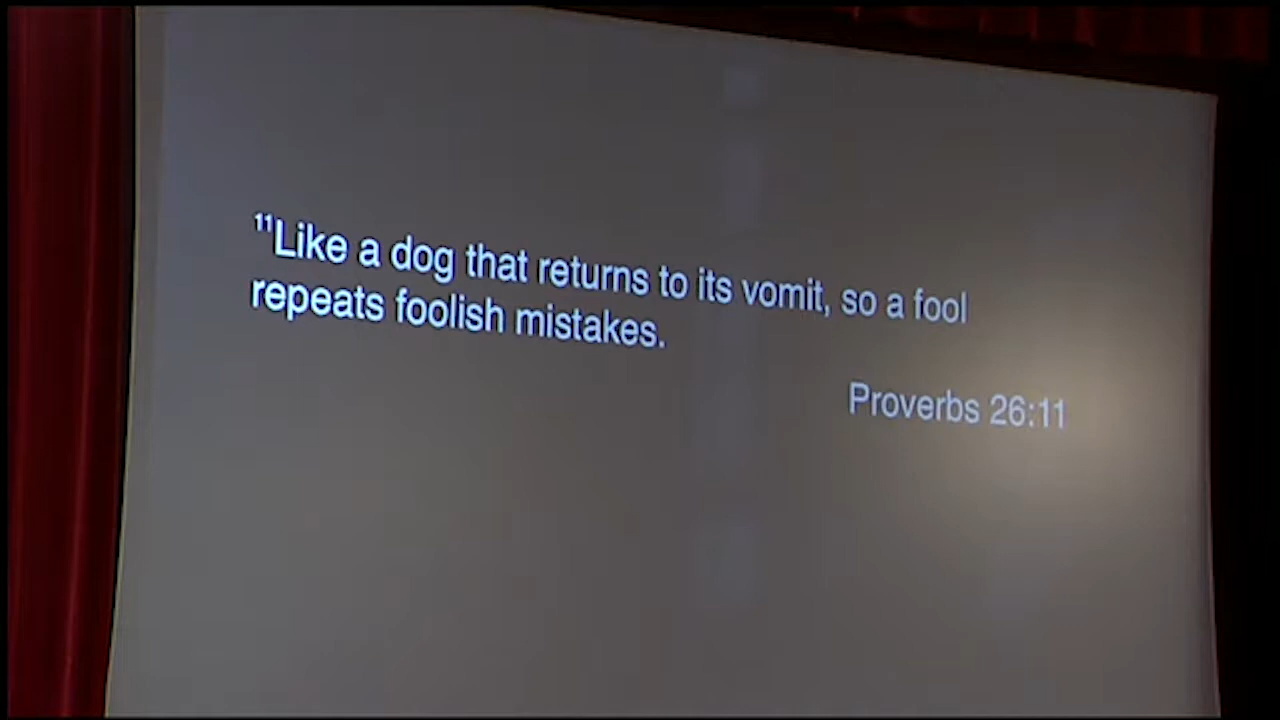 ¹¹Like a dog that returns to its vomit, so a fool
repeats foolish mistakes.
Proverbs 26:11